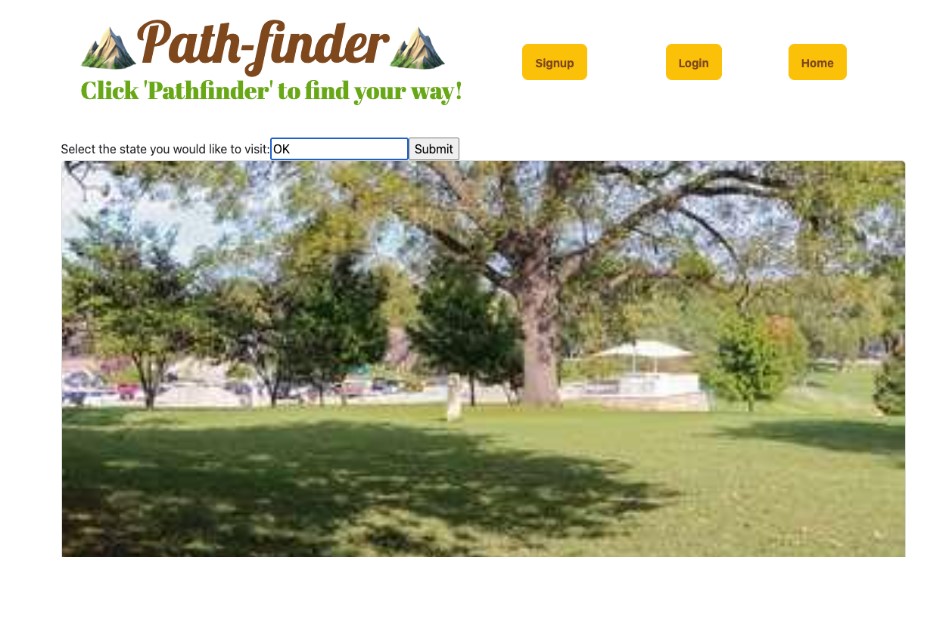 Path-finder
Click 'Pathfinder' to find your way!
Signup
Login
Home
Select the state you would like to visit: OK Submit